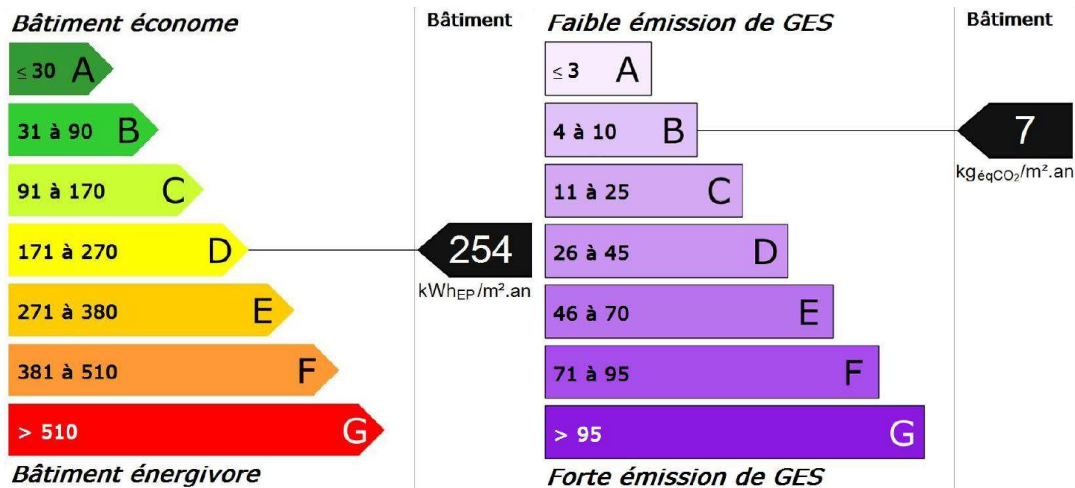 Bâtiment économe
Bâtiment
≤ 30 A
31 à 90 B
91 à 170 C
171 à 270 D
254
kWhEP/m².an
271 à 380 E
381 à 510 F
> 510 G
Bâtiment énergivore
Faible émission de GES
Bâtiment
≤ 3 A
4 à 10 B
7
kgéqCO₂/m².an
11 à 25 C
26 à 45 D
46 à 70 E
71 à 95 F
> 95 G
Forte émission de GES